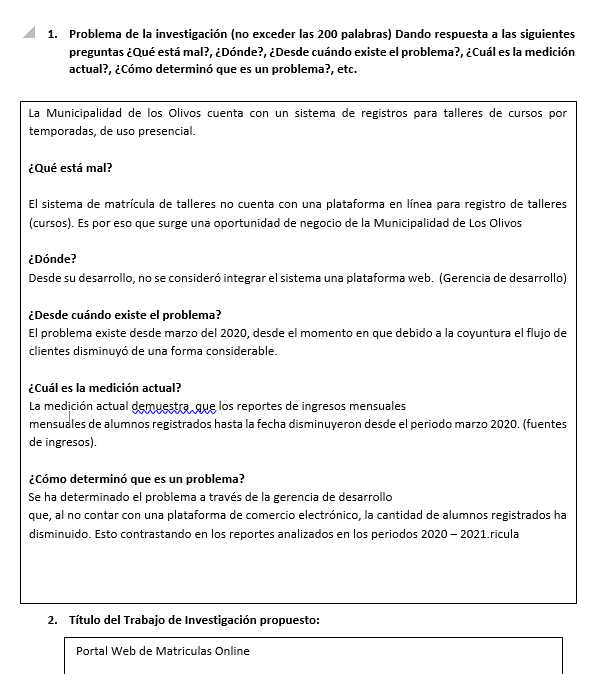 1. Problema de la investigación (no exceder las 200 palabras) Dando respuesta a las siguientes
preguntas ¿Qué está mal?, ¿Dónde?, ¿Desde cuándo existe el problema?, ¿Cuál es la medición
actual?, ¿Cómo determinó que es un problema?, etc.
La Municipalidad de los Olivos cuenta con un sistema de registros para talleres de cursos por
temporadas, de uso presencial.
¿Qué está mal?
El sistema de matrícula de talleres no cuenta con una plataforma en línea para registro de talleres
(cursos). Es por eso que surge una oportunidad de negocio de la Municipalidad de Los Olivos
¿Dónde?
Desde su desarrollo, no se consideró integrar el sistema una plataforma web. (Gerencia de desarrollo)
¿Desde cuándo existe el problema?
El problema existe desde marzo del 2020, desde el momento en que debido a la coyuntura el flujo de
clientes disminuyó de una forma considerable.
¿Cuál es la medición actual?
La medición actual demuestra que los reportes de ingresos mensuales
mensuales de alumnos registrados hasta la fecha disminuyeron desde el periodo marzo 2020. (fuentes
de ingresos).
¿Cómo determinó que es un problema?
Se ha determinado el problema a través de la gerencia de desarrollo
que, al no contar con una plataforma de comercio electrónico, la cantidad de alumnos registrados ha
disminuido. Esto contrastando en los reportes analizados en los periodos 2020 – 2021.ricula
2. Título del Trabajo de Investigación propuesto:
Portal Web de Matriculas Online